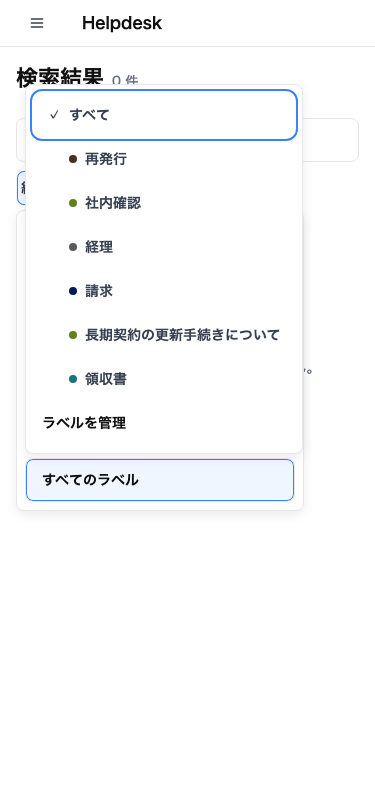 Helpdesk
検索結果 0 件
✓ すべて
再発行
社内確認
経理
請求
長期契約の更新手続きについて
領収書
ラベルを管理
すべてのラベル